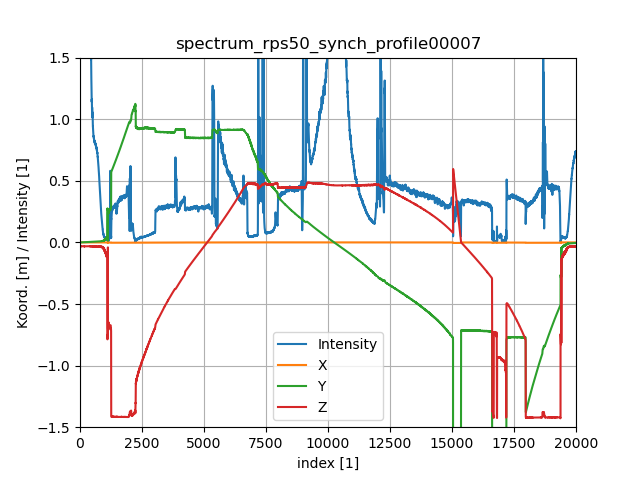 spectrum_rps50_synch_profile00007
Koord. [m] / Intensity [1]
1.5
1.0
0.5
0.0
−0.5
−1.0
−1.5
Intensity
X
Y
Z
0 2500 5000 7500 10000 12500 15000 17500 20000
index [1]